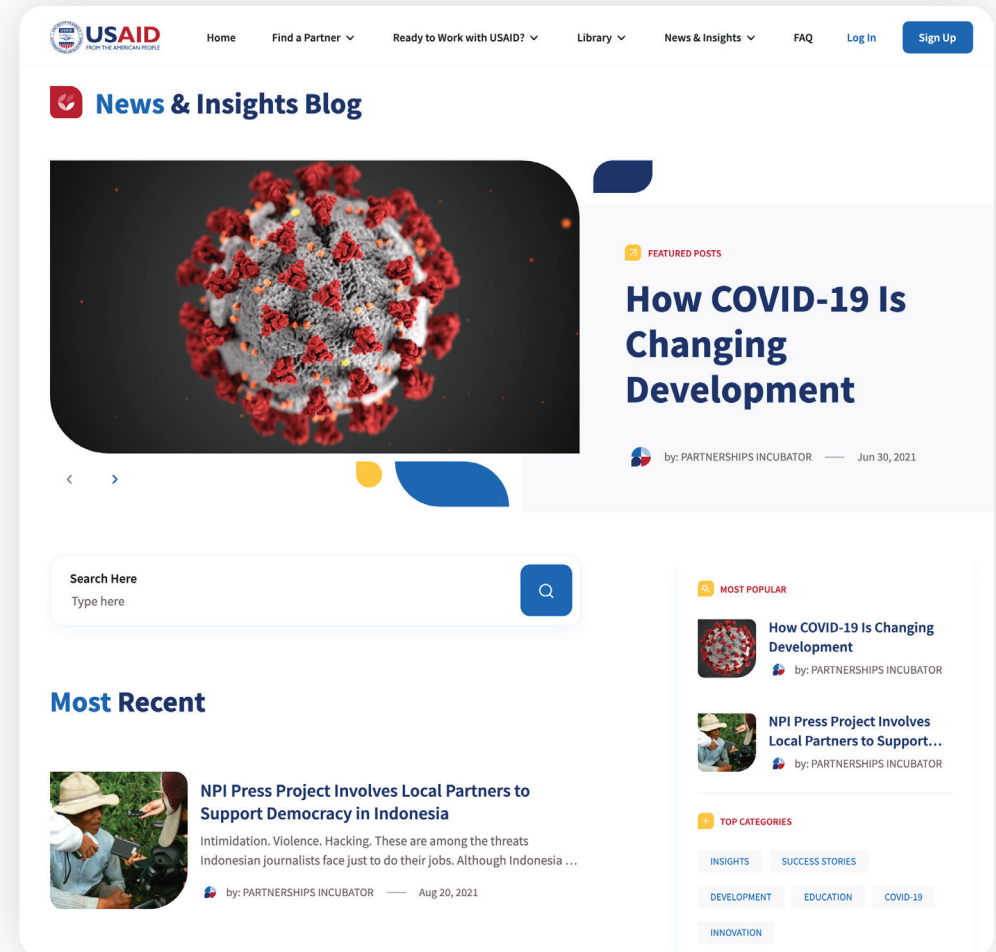 USAID
FROM THE AMERICAN PEOPLE
Home
Find a Partner
Ready to Work with USAID?
Library
News & Insights
FAQ
Log In
Sign Up
News & Insights Blog
FEATURED POSTS
How COVID-19 Is
Changing
Development
by: PARTNERSHIPS INCUBATOR — Jun 30, 2021
Search Here
Type here
Most Recent
NPI Press Project Involves Local Partners to
Support Democracy in Indonesia
Intimidation. Violence. Hacking. These are among the threats
Indonesian journalists face just to do their jobs. Although Indonesia ...
by: PARTNERSHIPS INCUBATOR — Aug 20, 2021
MOST POPULAR
How COVID-19 Is Changing
Development
by: PARTNERSHIPS INCUBATOR
NPI Press Project Involves
Local Partners to Support...
by: PARTNERSHIPS INCUBATOR
TOP CATEGORIES
INSIGHTS
SUCCESS STORIES
DEVELOPMENT
EDUCATION
COVID-19
INNOVATION